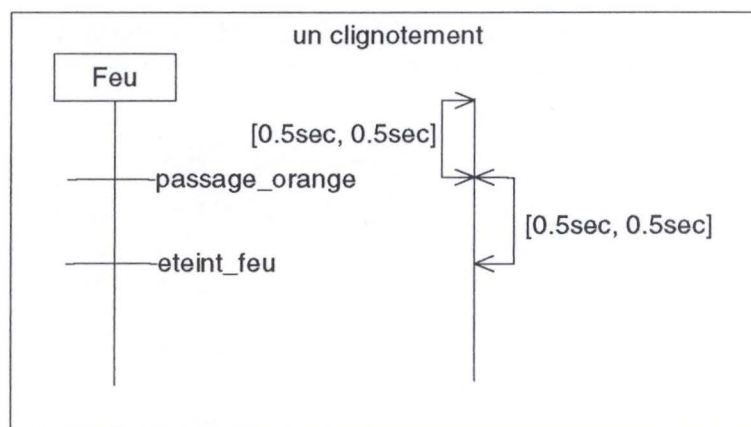 un clignotement
Feu
[0.5sec, 0.5sec]
passage_orange
[0.5sec, 0.5sec]
eteint_feu